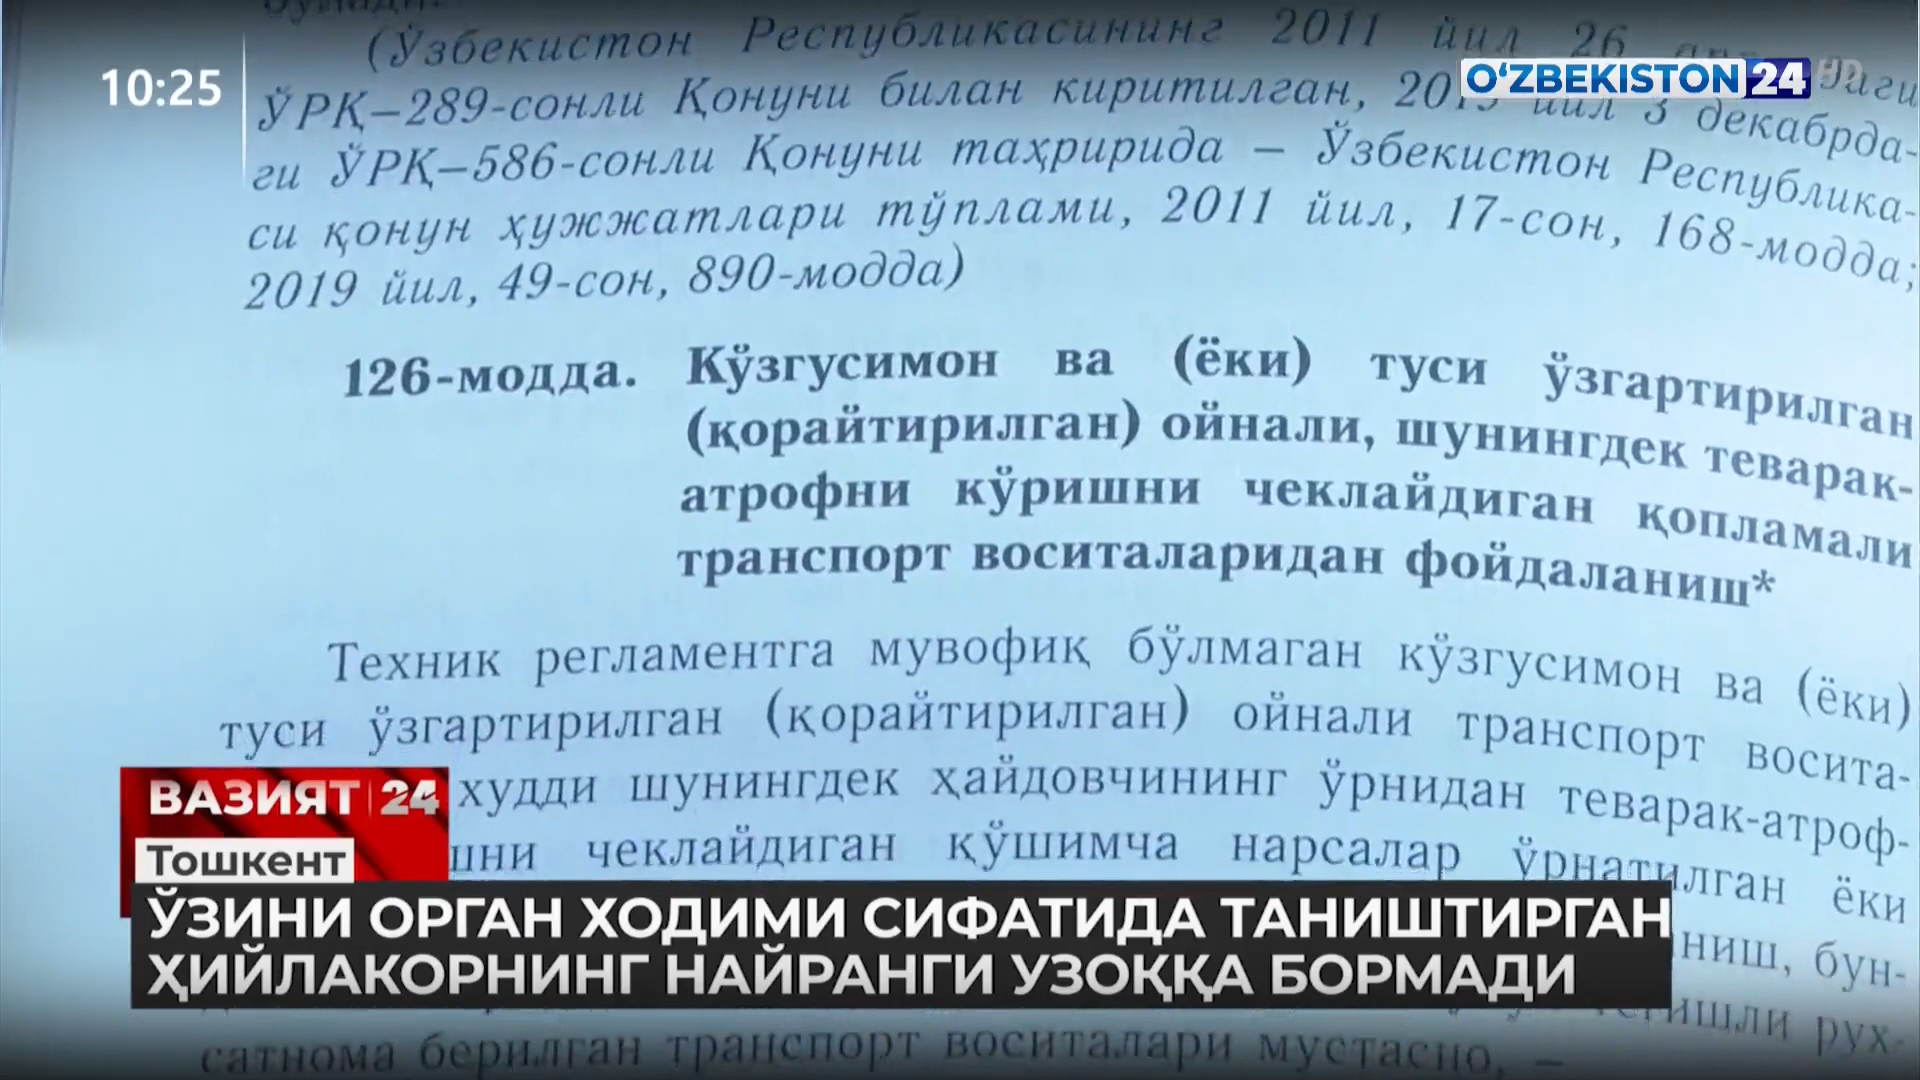 (Ўзбекистон Республикасининг 2011 йил 26
ЎРҚ–289-сонли Қонуни билан киритилган, 2019 йил 3 декабрда-
ги ЎРҚ–586-сонли Қонуни таҳририда – Ўзбекистон Республика-
си қонун ҳужжатлари тўплами, 2011 йил, 17-сон, 168-модда;
2019 йил, 49-сон, 890-модда)
10:25
O‘ZBEKISTON 24
HD
126-модда. Кўзгусимон ва (ёки) туси ўзгартирилган
(қорайтирилган) ойнали, шунингдек теварак-
атрофни кўришни чеклайдиган қопламали
транспорт воситаларидан фойдаланиш*
Техник регламентга мувофиқ бўлмаган кўзгусимон ва (ёки)
туси ўзгартирилган (қорайтирилган) ойнали транспорт восита-
худди шунингдек ҳайдовчининг ўрнидан теварак-атроф-
чеклайдиган қўшимча нарсалар ўрнатилган ёки
бун-
рух-
сатнома берилган транспорт воситалари мустасно, –
ВАЗИЯТ 24
Тошкент
ЎЗИНИ ОРГАН ХОДИМИ СИФАТИДА ТАНИШТИРГАН
ҲИЙЛАКОРНИНГ НАЙРАНГИ УЗОҚҚА БОРМАДИ